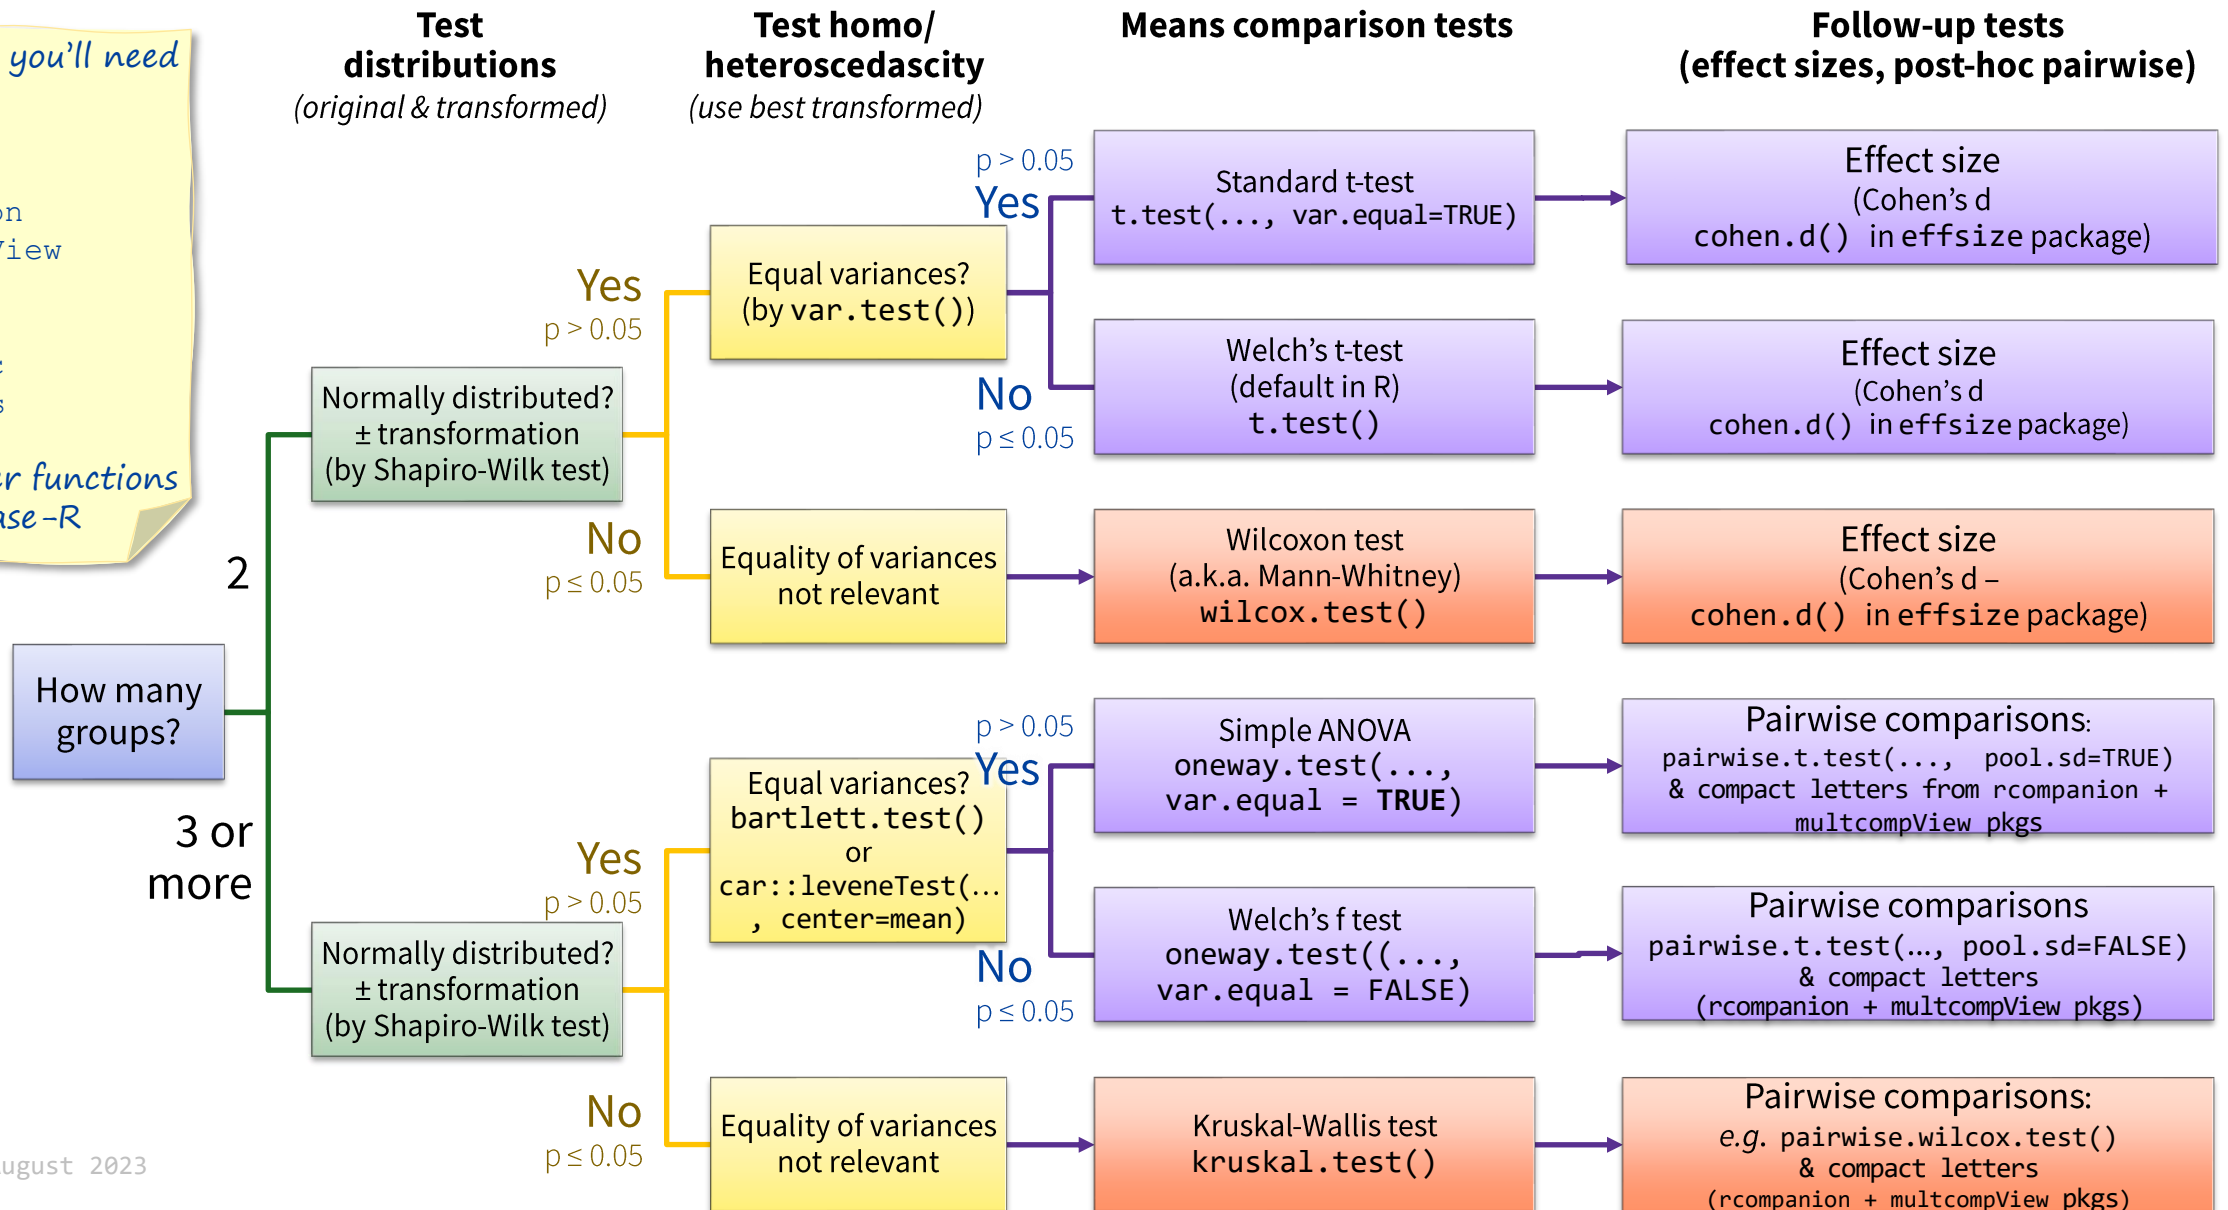 you'll need
View
functions
Test
distributions
(original & transformed)
Test homo/
heteroscedascity
(use best transformed)
Means comparison tests
Follow-up tests
(effect sizes, post-hoc pairwise)
How many
groups?
2
3 or
more
Normally distributed?
± transformation
(by Shapiro-Wilk test)
Yes
p > 0.05
No
p ≤ 0.05
Equal variances?
(by var.test())
p > 0.05
Yes
No
p ≤ 0.05
Standard t-test
t.test(..., var.equal=TRUE)
Effect size
(Cohen's d
cohen.d() in effsize package)
Welch's t-test
(default in R)
t.test()
Effect size
(Cohen's d
cohen.d() in effsize package)
Equality of variances
not relevant
Wilcoxon test
(a.k.a. Mann-Whitney)
wilcox.test()
Effect size
(Cohen's d –
cohen.d() in effsize package)
Normally distributed?
± transformation
(by Shapiro-Wilk test)
Yes
p > 0.05
No
p ≤ 0.05
Equal variances?
bartlett.test()
or
car::leveneTest(...
, center=mean)
p > 0.05
Yes
No
p ≤ 0.05
Simple ANOVA
oneway.test(...,
var.equal = TRUE)
Pairwise comparisons:
pairwise.t.test(..., pool.sd=TRUE)
& compact letters from rcompanion +
multcompView pkgs
Welch's f test
oneway.test((...,
var.equal = FALSE)
Pairwise comparisons
pairwise.t.test(..., pool.sd=FALSE)
& compact letters
(rcompanion + multcompView pkgs)
Equality of variances
not relevant
Kruskal-Wallis test
kruskal.test()
Pairwise comparisons:
e.g. pairwise.wilcox.test()
& compact letters
(rcompanion + multcompView pkgs)
2023